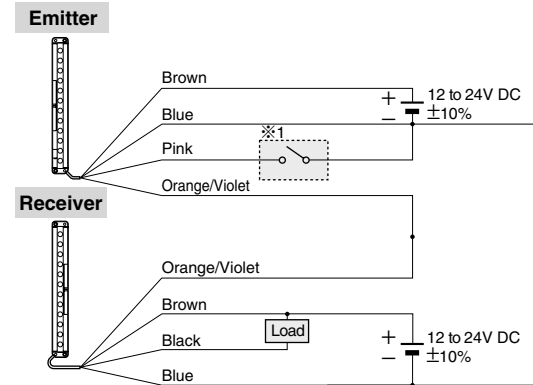 Emitter
Brown
+ 12 to 24V DC
− ±10%
Blue
※1
Pink
Orange/Violet
Receiver
Orange/Violet
Brown
Load
+ 12 to 24V DC
− ±10%
Black
Blue